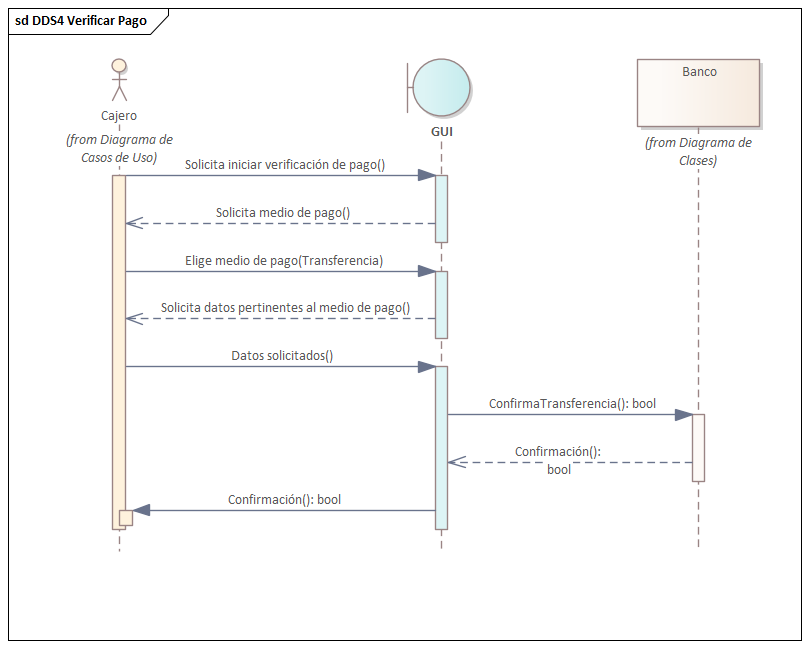 sd DDS4 Verificar Pago
Cajero
(from Diagrama de
Casos de Uso)
GUI
Banco
(from Diagrama de
Clases)
Solicita iniciar verificación de pago()
Solicita medio de pago()
Elige medio de pago(Transferencia)
Solicita datos pertinentes al medio de pago()
Datos solicitados()
ConfirmaTransferencia(): bool
Confirmación():
bool
Confirmación(): bool